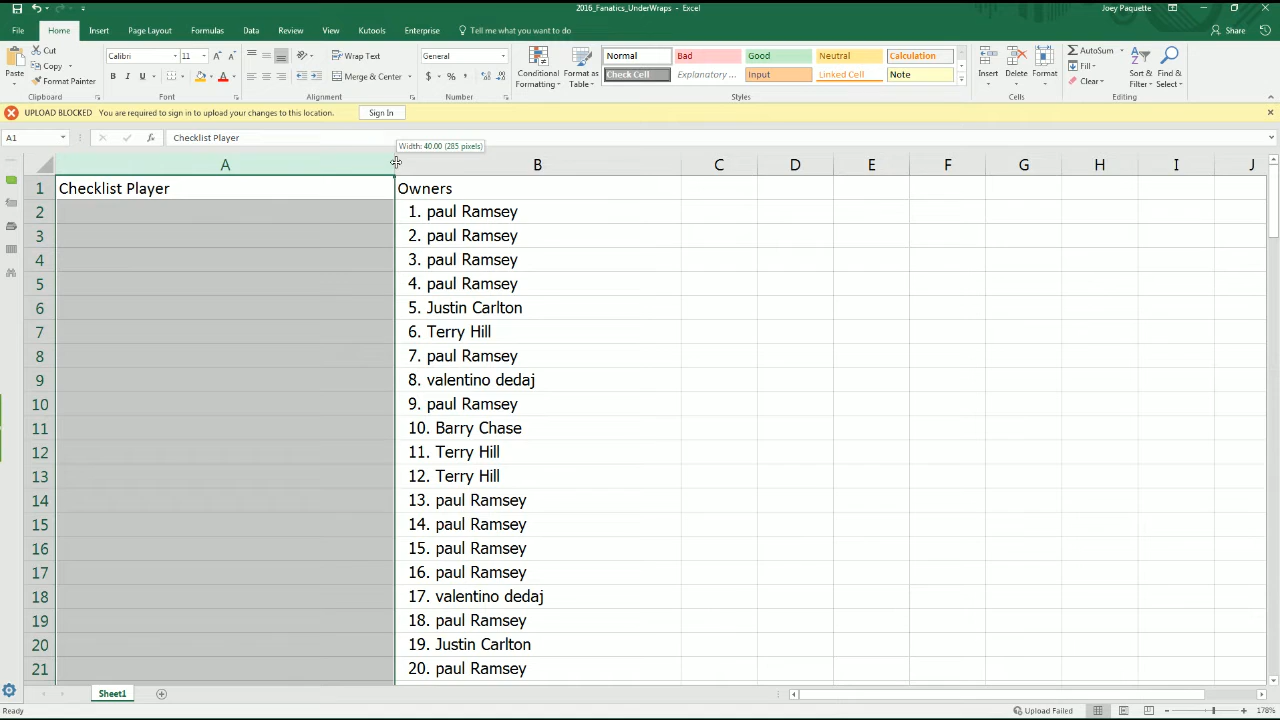 2016_Fanatics_UnderWraps - Excel
Joey Paquette
File Home Insert Page Layout Formulas Data Review View Kutools Enterprise Tell me what you want to do
Share
Paste
Cut
Copy
Format Painter
Clipboard
Calibri 11
B I U
Font
Wrap Text
Merge & Center
Alignment
General
$ % ,
Number
Conditional Formatting
Format as Table
Normal Bad Good Neutral Calculation
Check Cell Explanatory ... Input Linked Cell Note
Styles
Insert Delete Format
Cells
AutoSum
Fill
Clear
Sort & Filter
Find & Select
Editing
UPLOAD BLOCKED You are required to sign in to upload your changes to this location. Sign In
A1 fx Checklist Player
Width: 40.00 (285 pixels)
A B C D E F G H I J
1 Checklist Player Owners
2 1. paul Ramsey
3 2. paul Ramsey
4 3. paul Ramsey
5 4. paul Ramsey
6 5. Justin Carlton
7 6. Terry Hill
8 7. paul Ramsey
9 8. valentino dedaj
10 9. paul Ramsey
11 10. Barry Chase
12 11. Terry Hill
13 12. Terry Hill
14 13. paul Ramsey
15 14. paul Ramsey
16 15. paul Ramsey
17 16. paul Ramsey
18 17. valentino dedaj
19 18. paul Ramsey
20 19. Justin Carlton
21 20. paul Ramsey
Sheet1
Ready
Upload Failed
178%